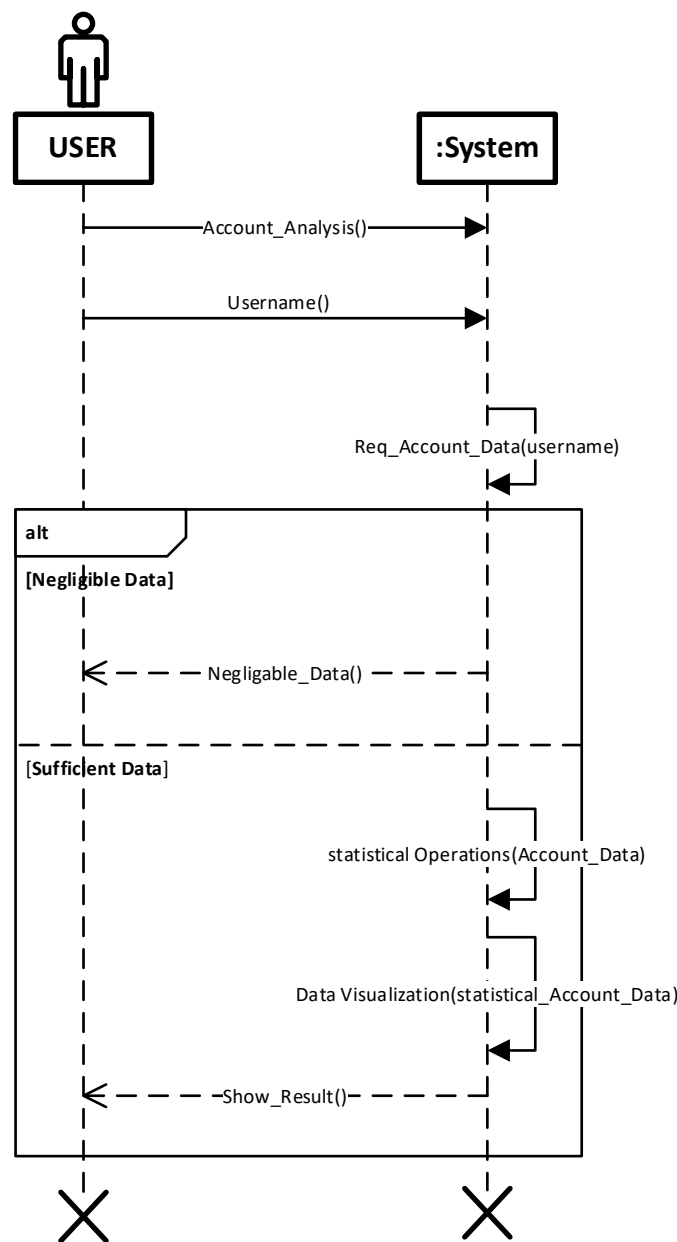 USER
:System
Account_Analysis()
Username()
Req_Account_Data(username)
alt
[Negligible Data]
Negligable_Data()
[Sufficient Data]
statistical Operations(Account_Data)
Data Visualization(statistical_Account_Data)
Show_Result()